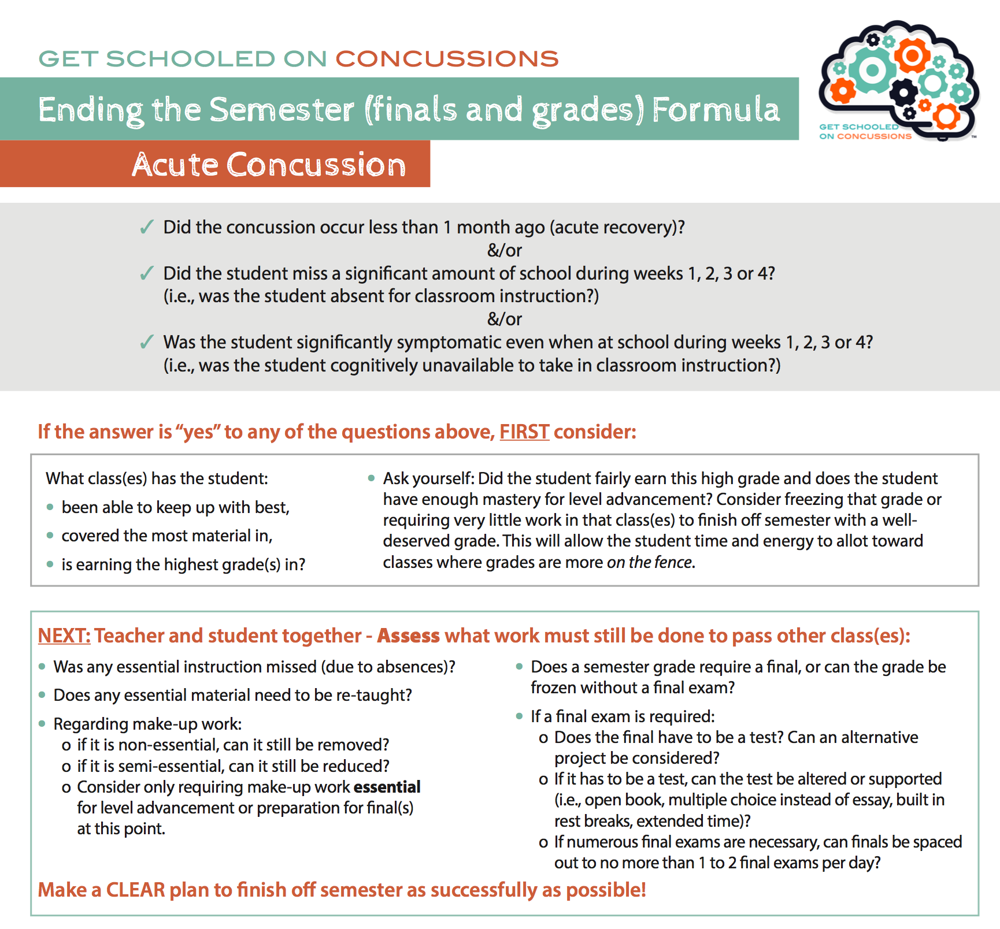 GET SCHOOLED ON CONCUSSIONS
Ending the Semester (finals and grades) Formula
GET SCHOOLED
ON CONCUSSIONS
™
Acute Concussion
✓ Did the concussion occur less than 1 month ago (acute recovery)?
&/or
✓ Did the student miss a significant amount of school during weeks 1, 2, 3 or 4?
(i.e., was the student absent for classroom instruction?)
&/or
✓ Was the student significantly symptomatic even when at school during weeks 1, 2, 3 or 4?
(i.e., was the student cognitively unavailable to take in classroom instruction?)
If the answer is “yes” to any of the questions above, FIRST consider:
What class(es) has the student:
• been able to keep up with best,
• covered the most material in,
• is earning the highest grade(s) in?
• Ask yourself: Did the student fairly earn this high grade and does the student
have enough mastery for level advancement? Consider freezing that grade or
requiring very little work in that class(es) to finish off semester with a well-
deserved grade. This will allow the student time and energy to allot toward
classes where grades are more on the fence.
NEXT: Teacher and student together - Assess what work must still be done to pass other class(es):
• Was any essential instruction missed (due to absences)?
• Does any essential material need to be re-taught?
• Regarding make-up work:
o if it is non-essential, can it still be removed?
o if it is semi-essential, can it still be reduced?
o Consider only requiring make-up work essential
for level advancement or preparation for final(s)
at this point.
• Does a semester grade require a final, or can the grade be
frozen without a final exam?
• If a final exam is required:
o Does the final have to be a test? Can an alternative
project be considered?
o If it has to be a test, can the test be altered or supported
(i.e., open book, multiple choice instead of essay, built in
rest breaks, extended time)?
o If numerous final exams are necessary, can finals be spaced
out to no more than 1 to 2 final exams per day?
Make a CLEAR plan to finish off semester as successfully as possible!